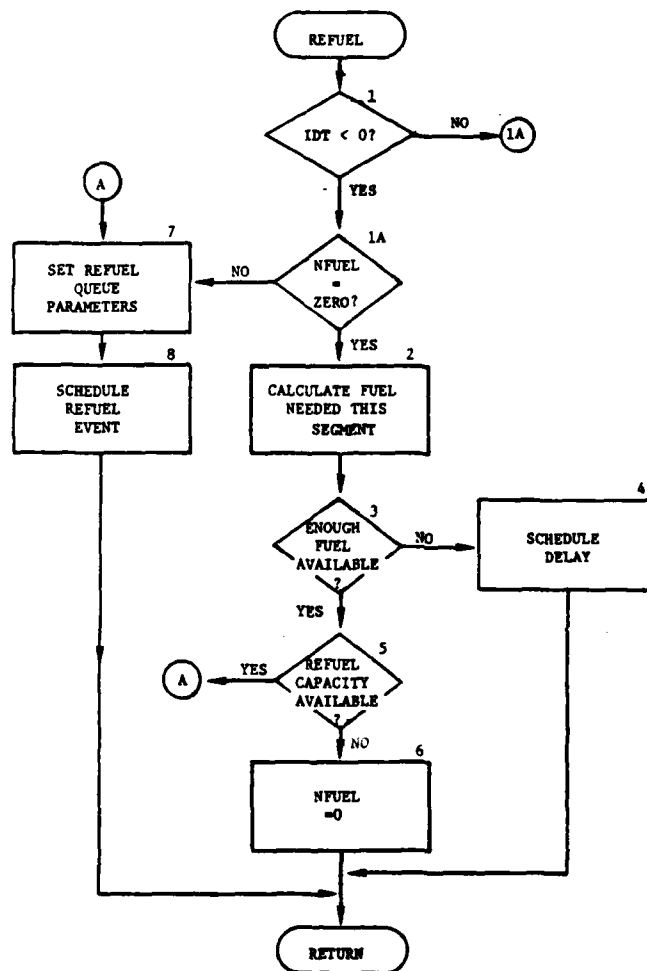 REFUEL
1
IDT < 0?
NO
1A
YES
A
7
SET REFUEL
QUEUE
PARAMETERS
NO
1A
NFUEL
=
ZERO?
YES
8
SCHEDULE
REFUEL
EVENT
2
CALCULATE FUEL
NEEDED THIS
SEGMENT
3
ENOUGH
FUEL
AVAILABLE
?
NO
4
SCHEDULE
DELAY
YES
5
REFUEL
CAPACITY
AVAILABLE
?
YES
A
NO
6
NFUEL
=0
RETURN